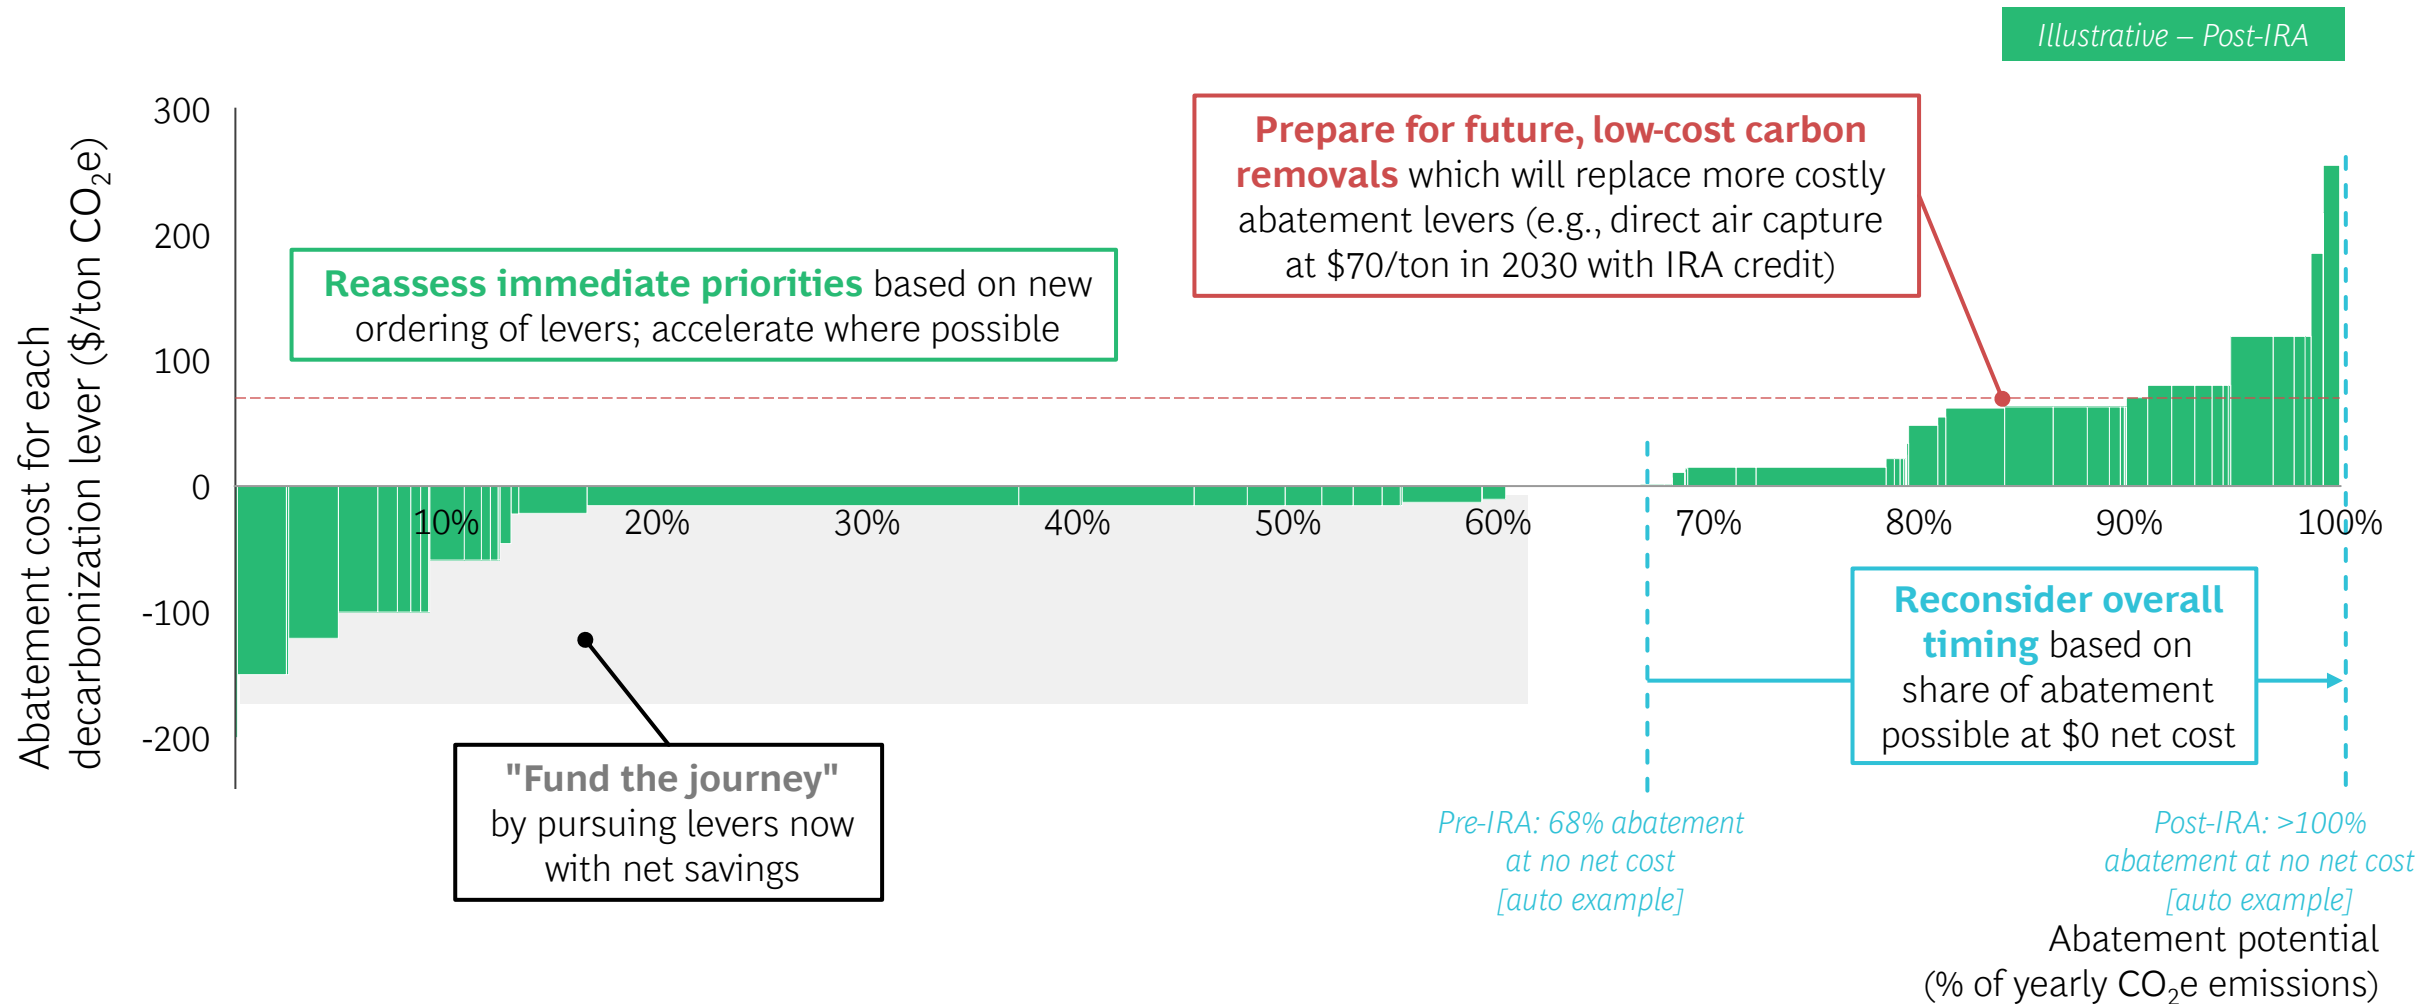 Illustrative – Post-IRA
Abatement cost for each
decarbonization lever ($/ton CO₂e)
300
200
100
0
-100
-200
Reassess immediate priorities based on new
ordering of levers; accelerate where possible
Prepare for future, low-cost carbon
removals which will replace more costly
abatement levers (e.g., direct air capture
at $70/ton in 2030 with IRA credit)
10% 20% 30% 40% 50% 60% 70% 80% 90% 100%
Reconsider overall
timing based on
share of abatement
possible at $0 net cost
"Fund the journey"
by pursuing levers now
with net savings
Pre-IRA: 68% abatement
at no net cost
[auto example]
Post-IRA: >100%
abatement at no net cost
[auto example]
Abatement potential
(% of yearly CO₂e emissions)